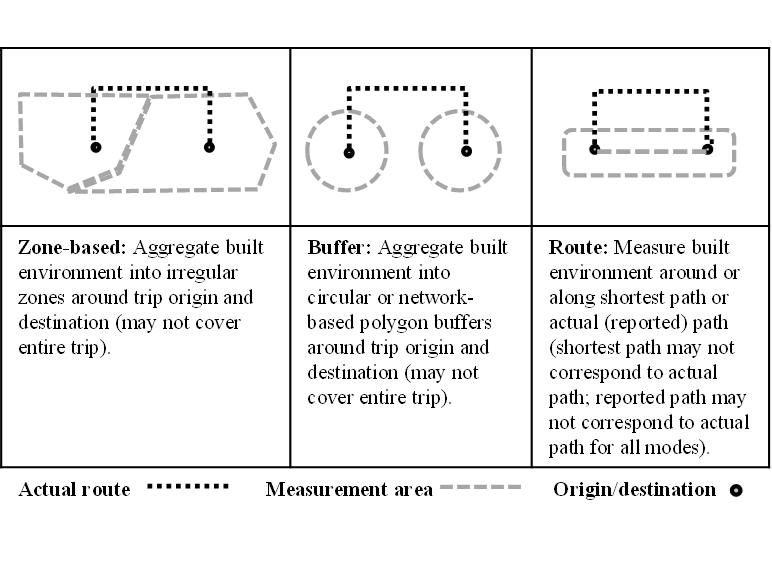 Zone-based: Aggregate built
environment into irregular
zones around trip origin and
destination (may not cover
entire trip).
Buffer: Aggregate built
environment into
circular or network-
based polygon buffers
around trip origin and
destination (may not
cover entire trip).
Route: Measure built
environment around or
along shortest path or
actual (reported) path
(shortest path may not
correspond to actual
path; reported path may
not correspond to actual
path for all modes).
Actual route
Measurement area
Origin/destination